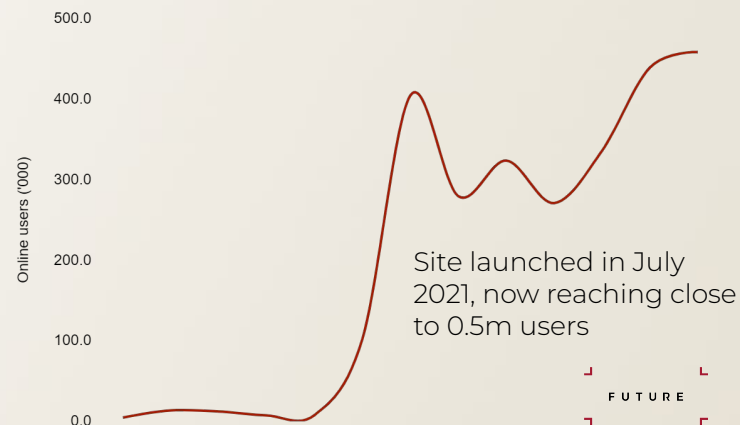 500.0
400.0
300.0
200.0
100.0
0.0
Online users ('000)
Site launched in July
2021, now reaching close
to 0.5m users
FUTURE